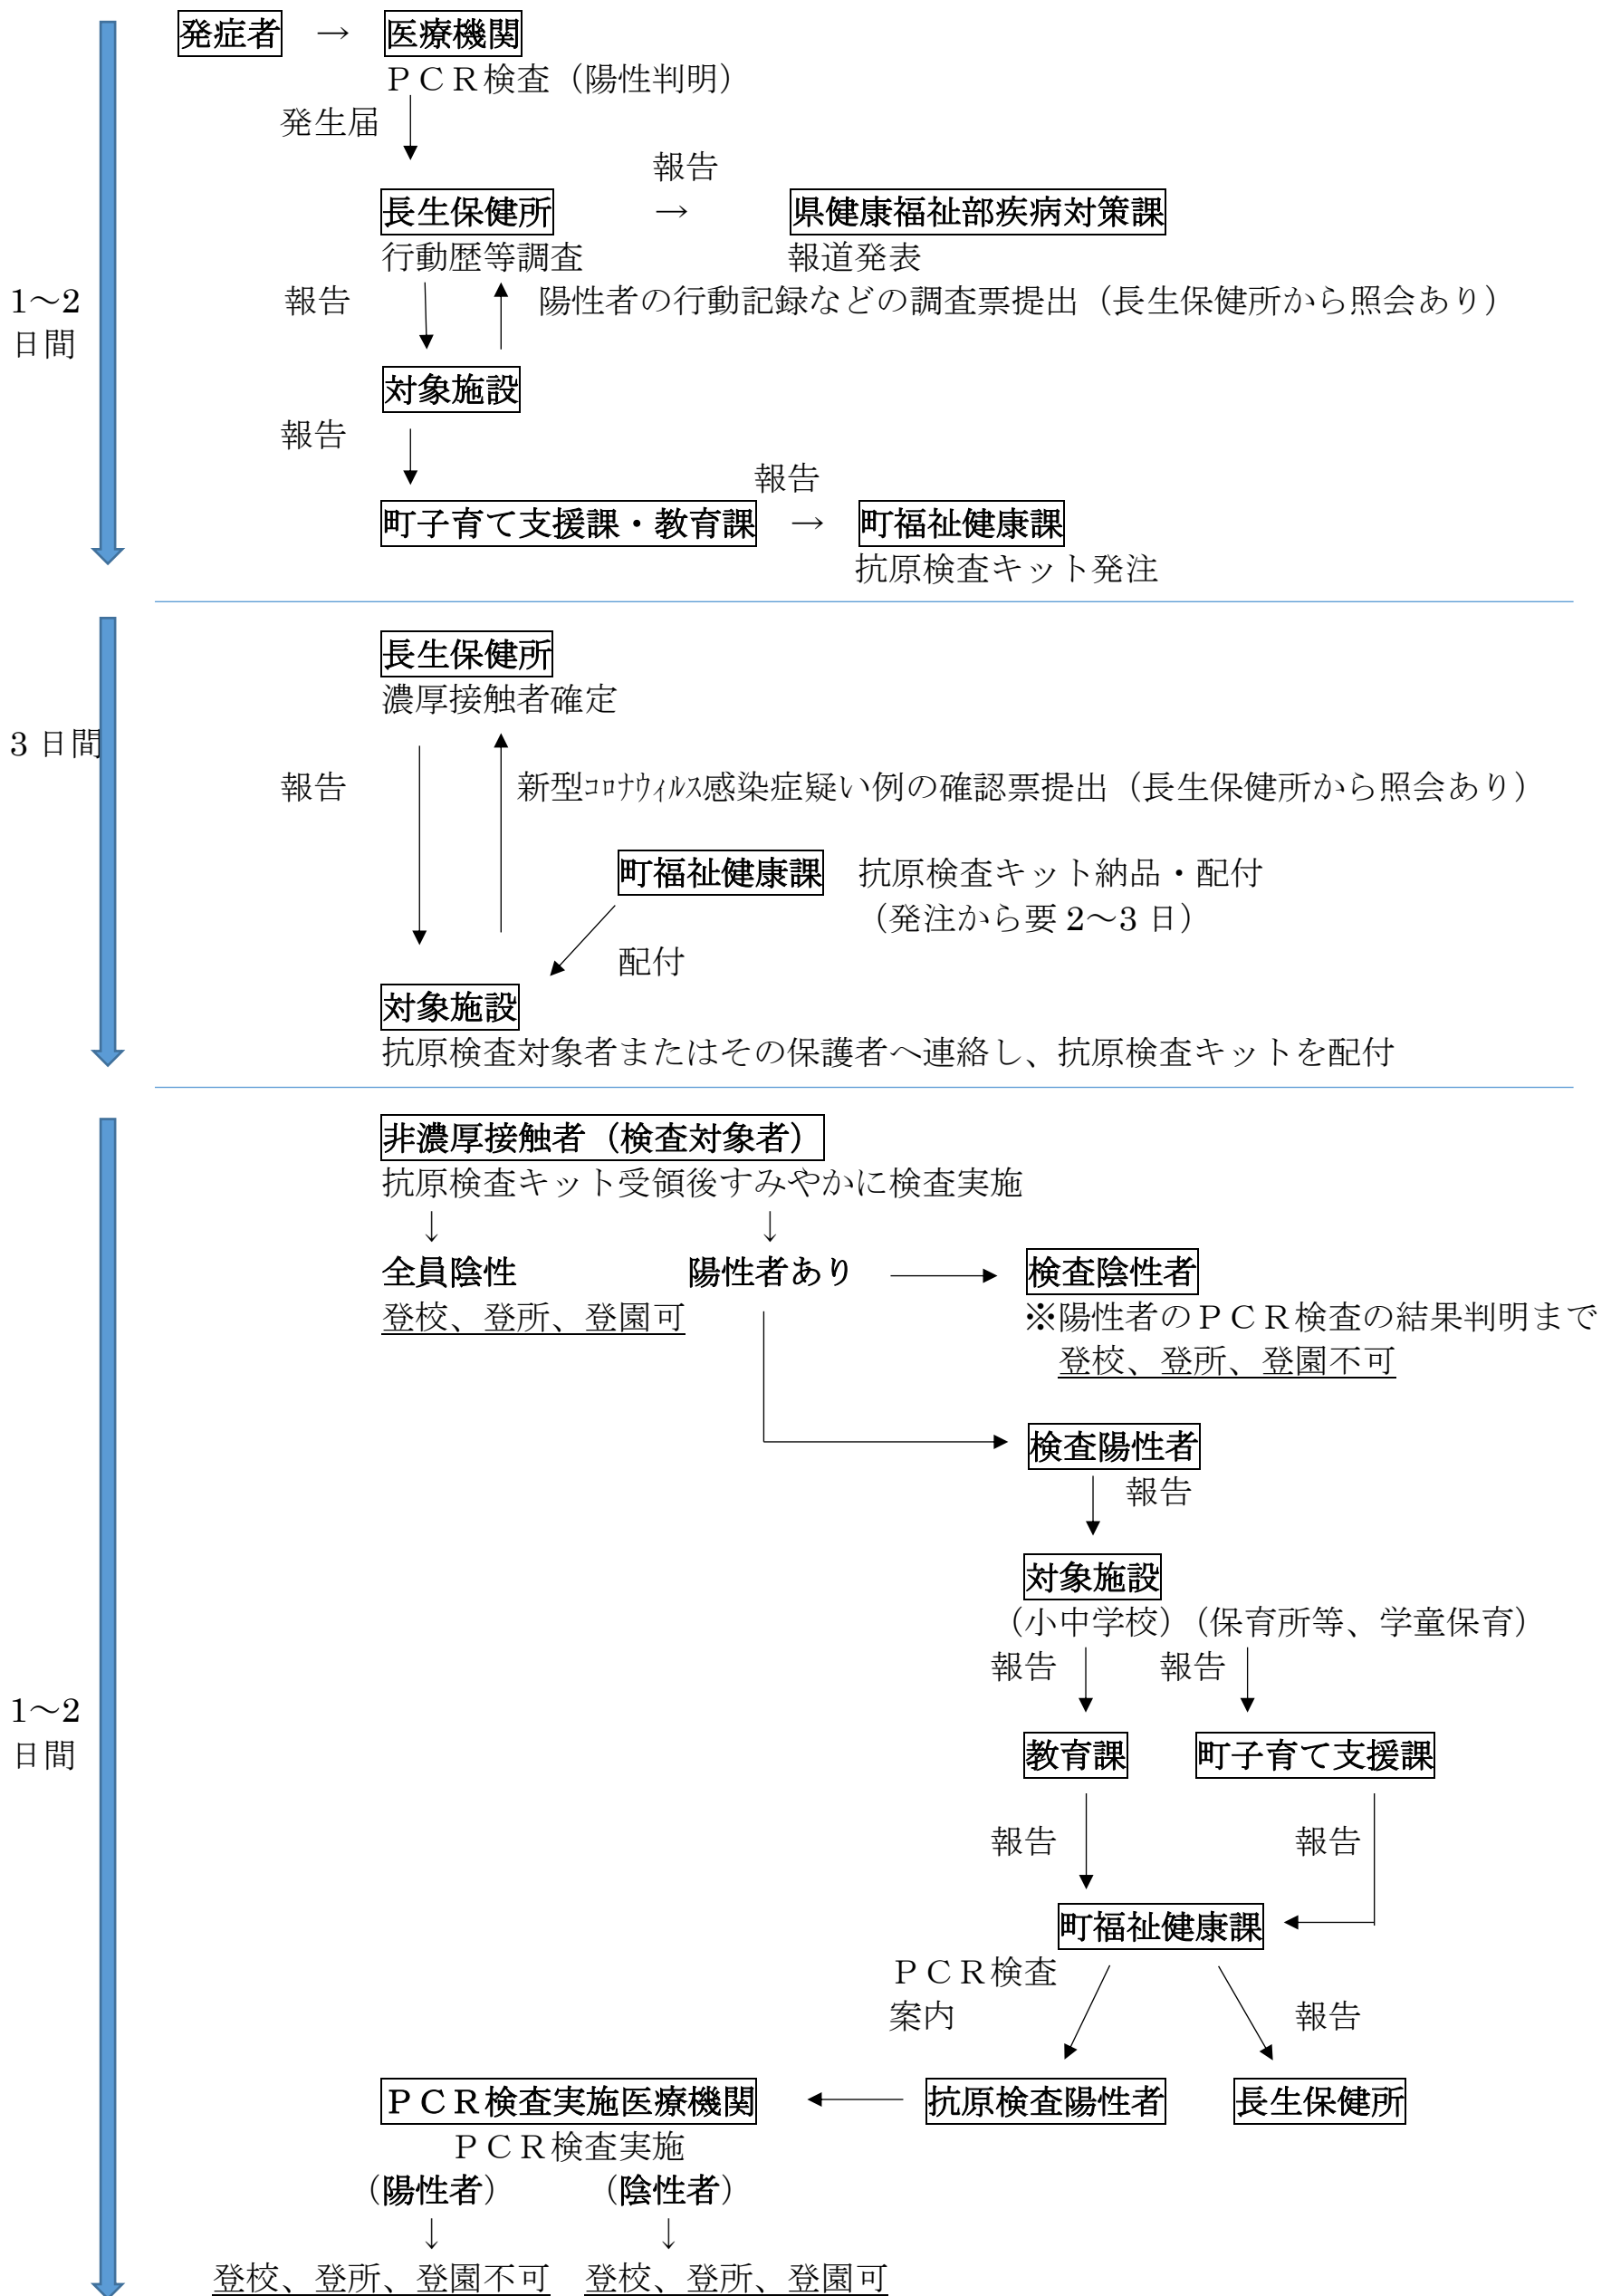 発症者 → 医療機関
ＰＣＲ検査（陽性判明）
発生届
報告
長生保健所 → 県健康福祉部疾病対策課
行動歴等調査 報道発表
1～2
日間
報告 陽性者の行動記録などの調査票提出（長生保健所から照会あり）
対象施設
報告
報告
町子育て支援課・教育課 → 町福祉健康課
抗原検査キット発注
長生保健所
濃厚接触者確定
3 日間
報告 新型ｺﾛﾅｳｨﾙｽ感染症疑い例の確認票提出（長生保健所から照会あり）
町福祉健康課 抗原検査キット納品・配付
（発注から要 2～3 日）
配付
対象施設
抗原検査対象者またはその保護者へ連絡し、抗原検査キットを配付
非濃厚接触者（検査対象者）
抗原検査キット受領後すみやかに検査実施
↓ ↓
全員陰性 陽性者あり 検査陰性者
登校、登所、登園可 ※陽性者のＰＣＲ検査の結果判明まで
登校、登所、登園不可
検査陽性者
報告
対象施設
（小中学校）（保育所等、学童保育）
報告 報告
1～2
日間
教育課 町子育て支援課
報告 報告
町福祉健康課
ＰＣＲ検査
案内 報告
ＰＣＲ検査実施医療機関 抗原検査陽性者 長生保健所
ＰＣＲ検査実施
（陽性者） （陰性者）
↓ ↓
登校、登所、登園不可 登校、登所、登園可